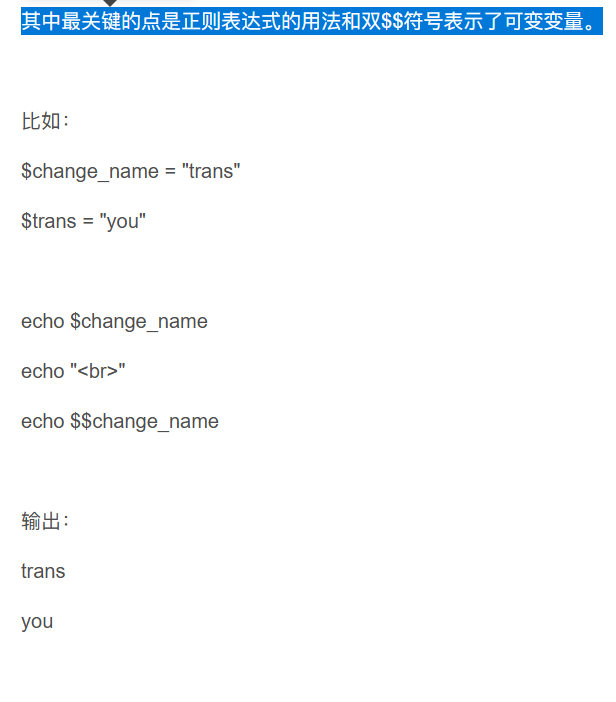 其中最关键的点是正则表达式的用法和双$$符号表示了可变变量。
比如：
$change_name = "trans"
$trans = "you"
echo $change_name
echo "<br>"
echo $$change_name
输出：
trans
you